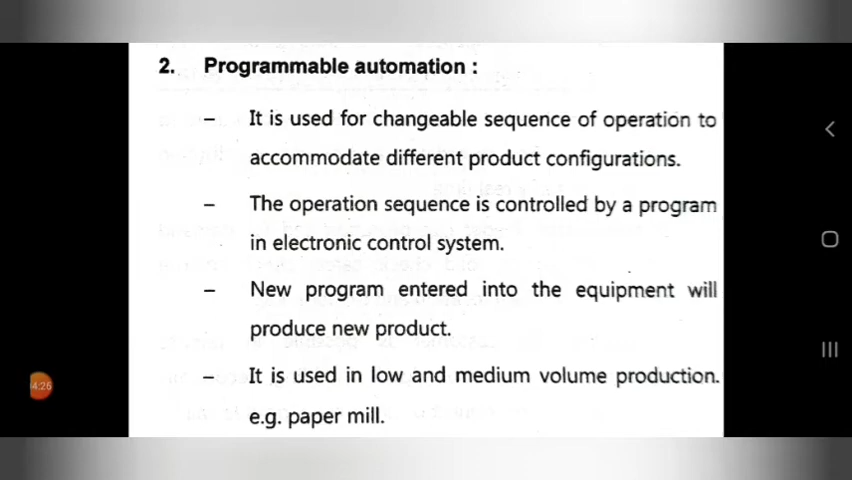 2. Programmable automation :
– It is used for changeable sequence of operation to
accommodate different product configurations.
– The operation sequence is controlled by a program
in electronic control system.
– New program entered into the equipment will
produce new product.
– It is used in low and medium volume production.
e.g. paper mill.
4:26